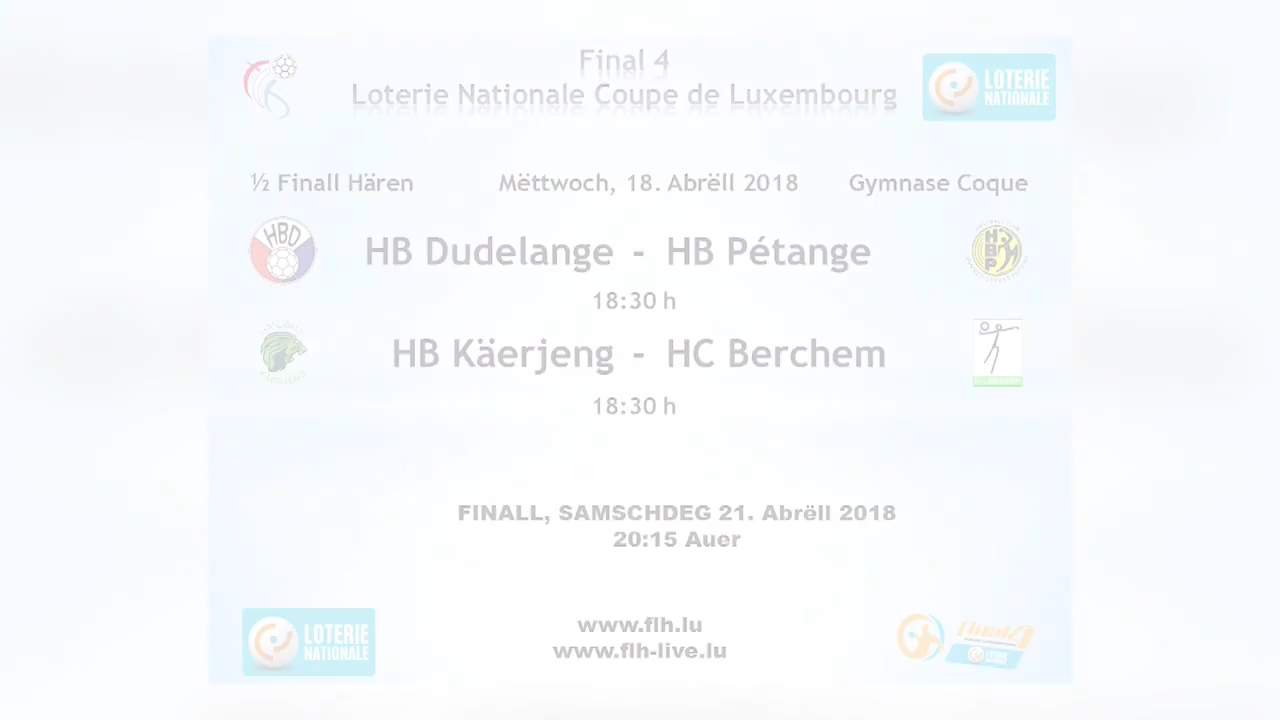 Final 4
Loterie Nationale Coupe de Luxembourg
LOTERIE
NATIONALE
½ Finall Hären Mëttwoch, 18. Abrëll 2018 Gymnase Coque
HBD
HB Dudelange - HB Pétange
HBP
18:30 h
HB Käerjeng - HC Berchem
18:30 h
FINALL, SAMSCHDEG 21. Abrëll 2018
20:15 Auer
LOTERIE
NATIONALE
www.flh.lu
www.flh-live.lu
Final4
LOTERIE
NATIONALE